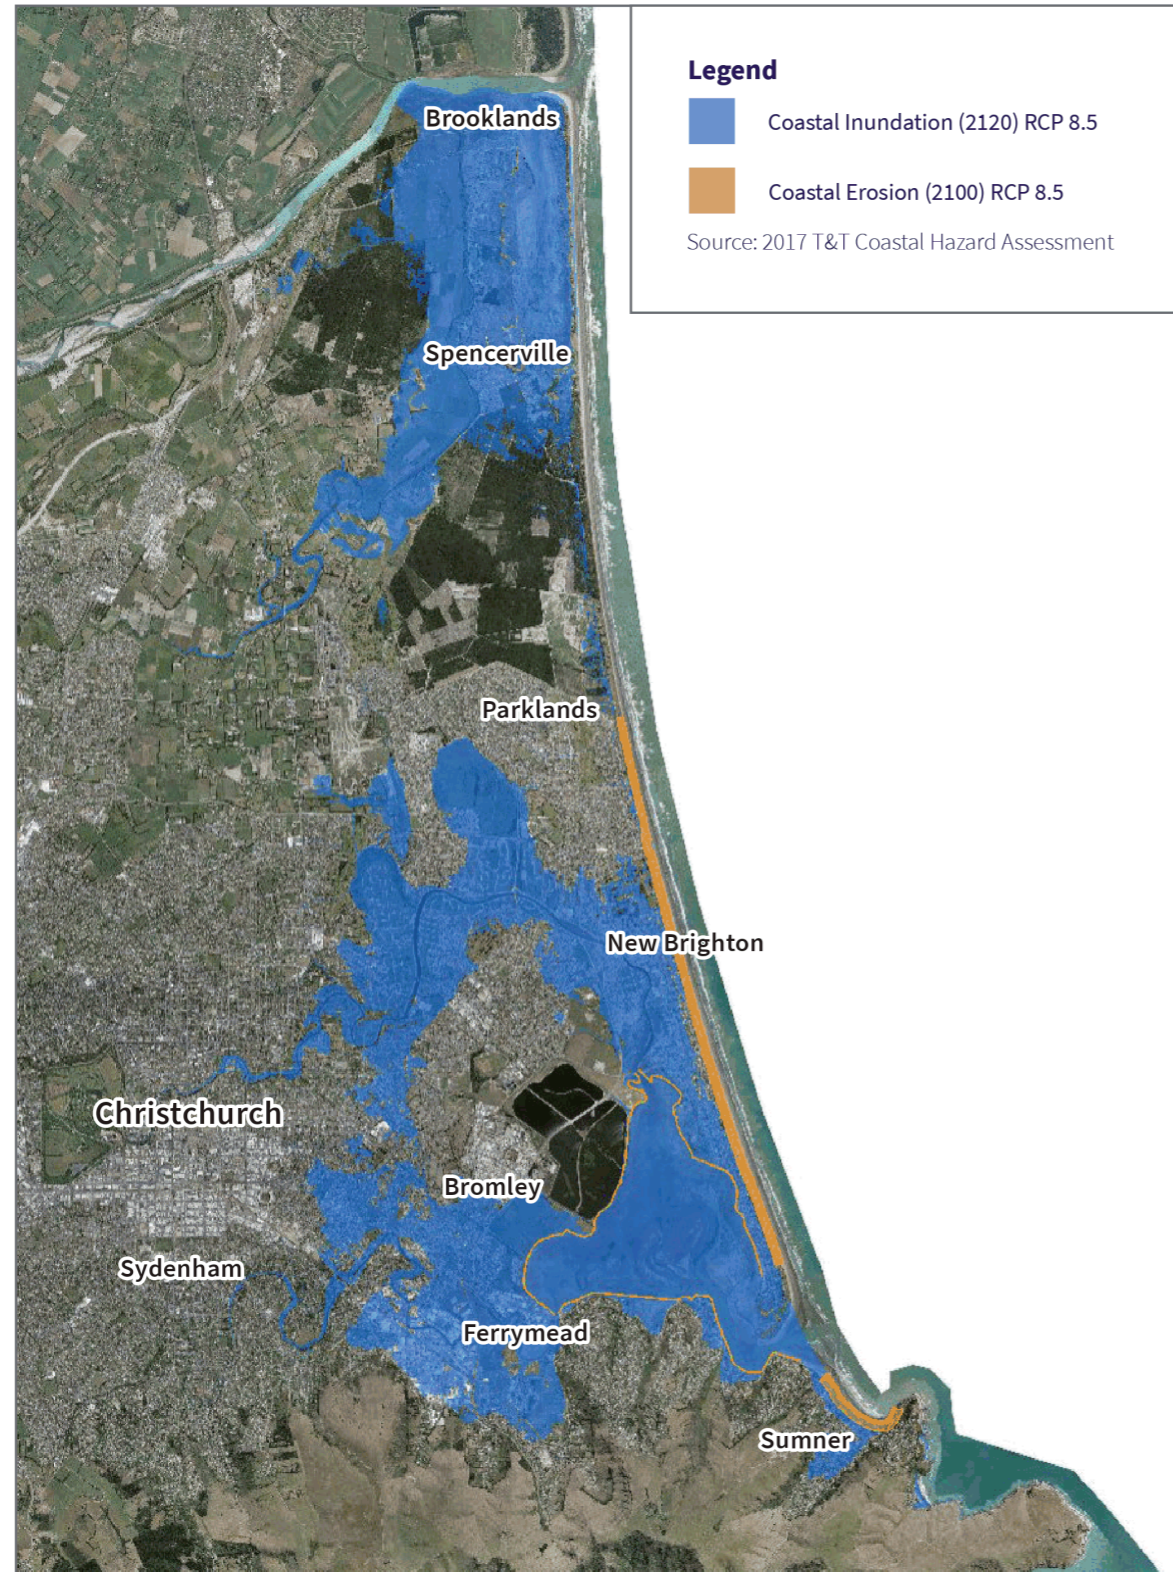 Legend
Coastal Inundation (2120) RCP 8.5
Coastal Erosion (2100) RCP 8.5
Source: 2017 T&T Coastal Hazard Assessment
Brooklands
Spencerville
Parklands
New Brighton
Christchurch
Bromley
Sydenham
Ferrymead
Sumner